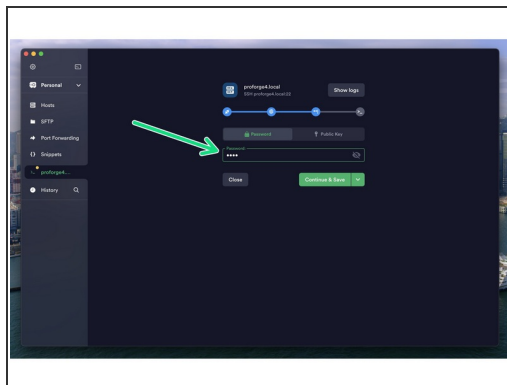 Personal
Hosts
SFTP
Port Forwarding
{} Snippets
proforge4....
History
proforge4.local
SSH proforge4.local:22
Show logs
Password
Public Key
Password
••••
Close
Continue & Save